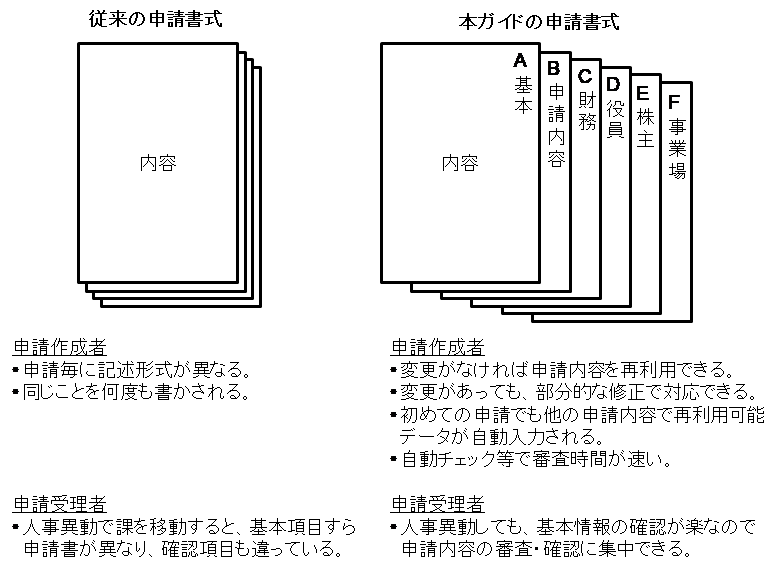 従来の申請書式
内容
申請作成者
・申請毎に記述形式が異なる。
・同じことを何度も書かされる。
申請受理者
・人事異動で課を移動すると、基本項目すら
申請書が異なり、確認項目も違っている。
本ガイドの申請書式
内容
A 基本
B 申請内容
C 財務
D 役員
E 株主
F 事業場
申請作成者
・変更がなければ申請内容を再利用できる。
・変更があっても、部分的な修正で対応できる。
・初めての申請でも他の申請内容で再利用可能
データが自動入力される。
・自動チェック等で審査時間が速い。
申請受理者
・人事異動しても、基本情報の確認が楽なので
申請内容の審査・確認に集中できる。